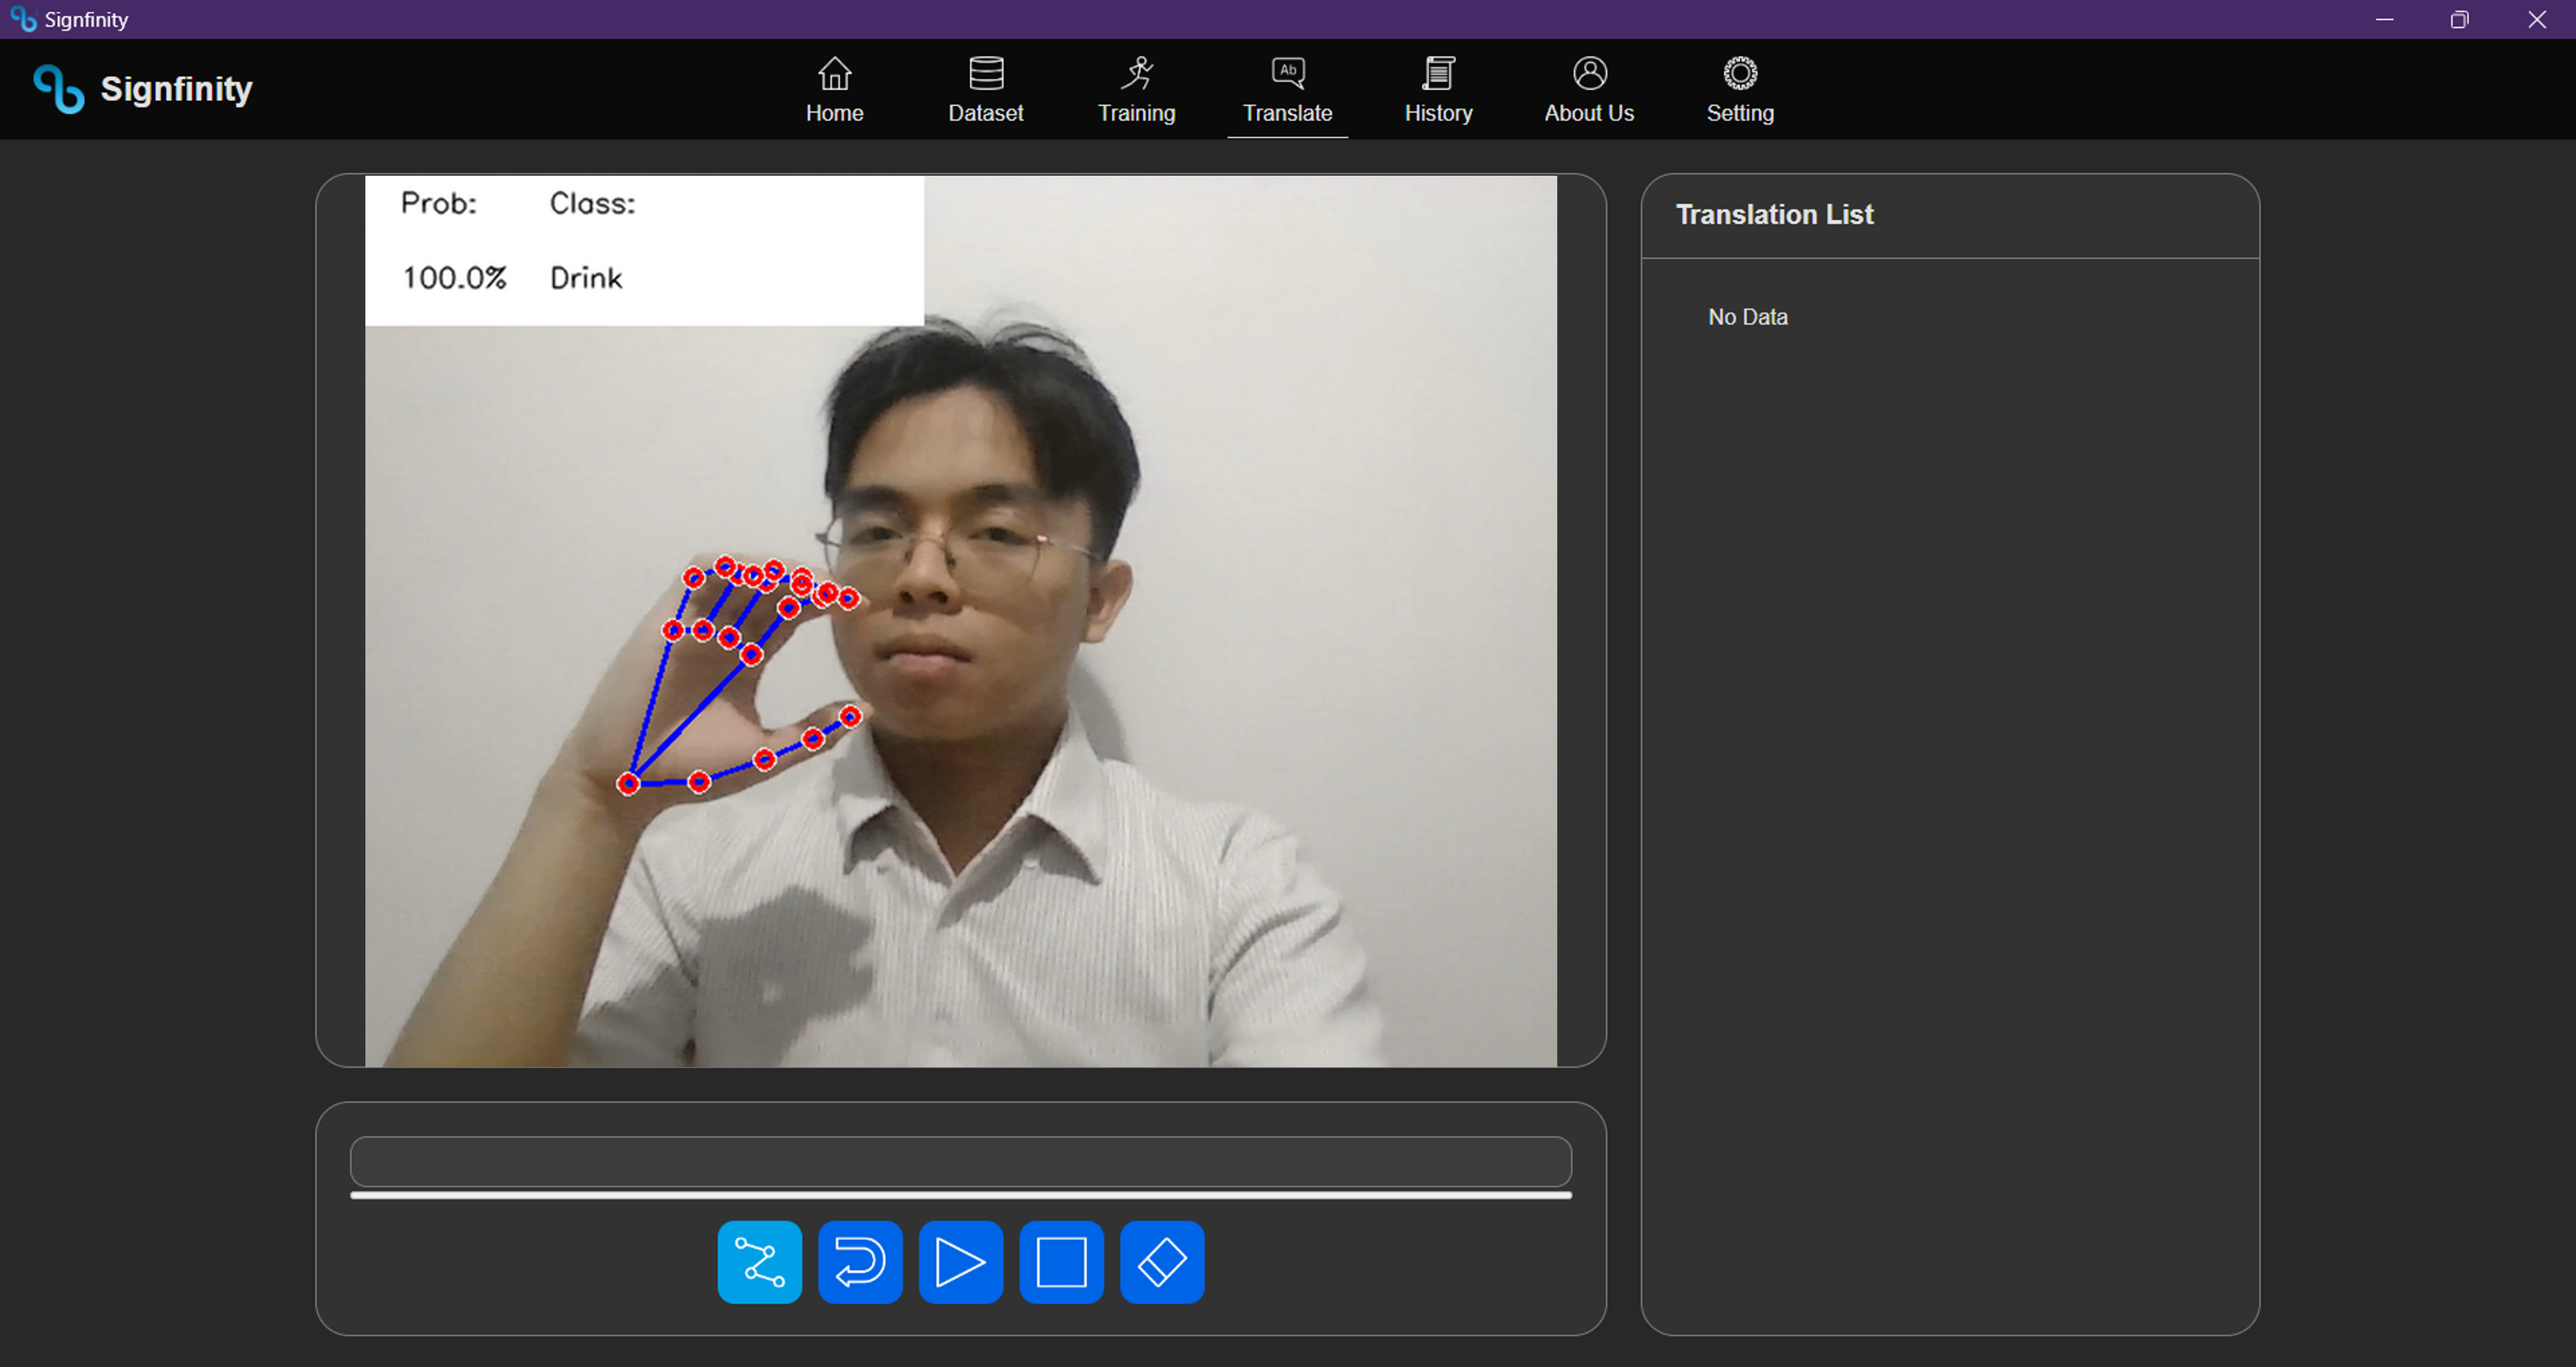 Signfinity
Signfinity
Home
Dataset
Training
Ab
Translate
History
About Us
Setting
Prob: Class:
100.0% Drink
Translation List
No Data